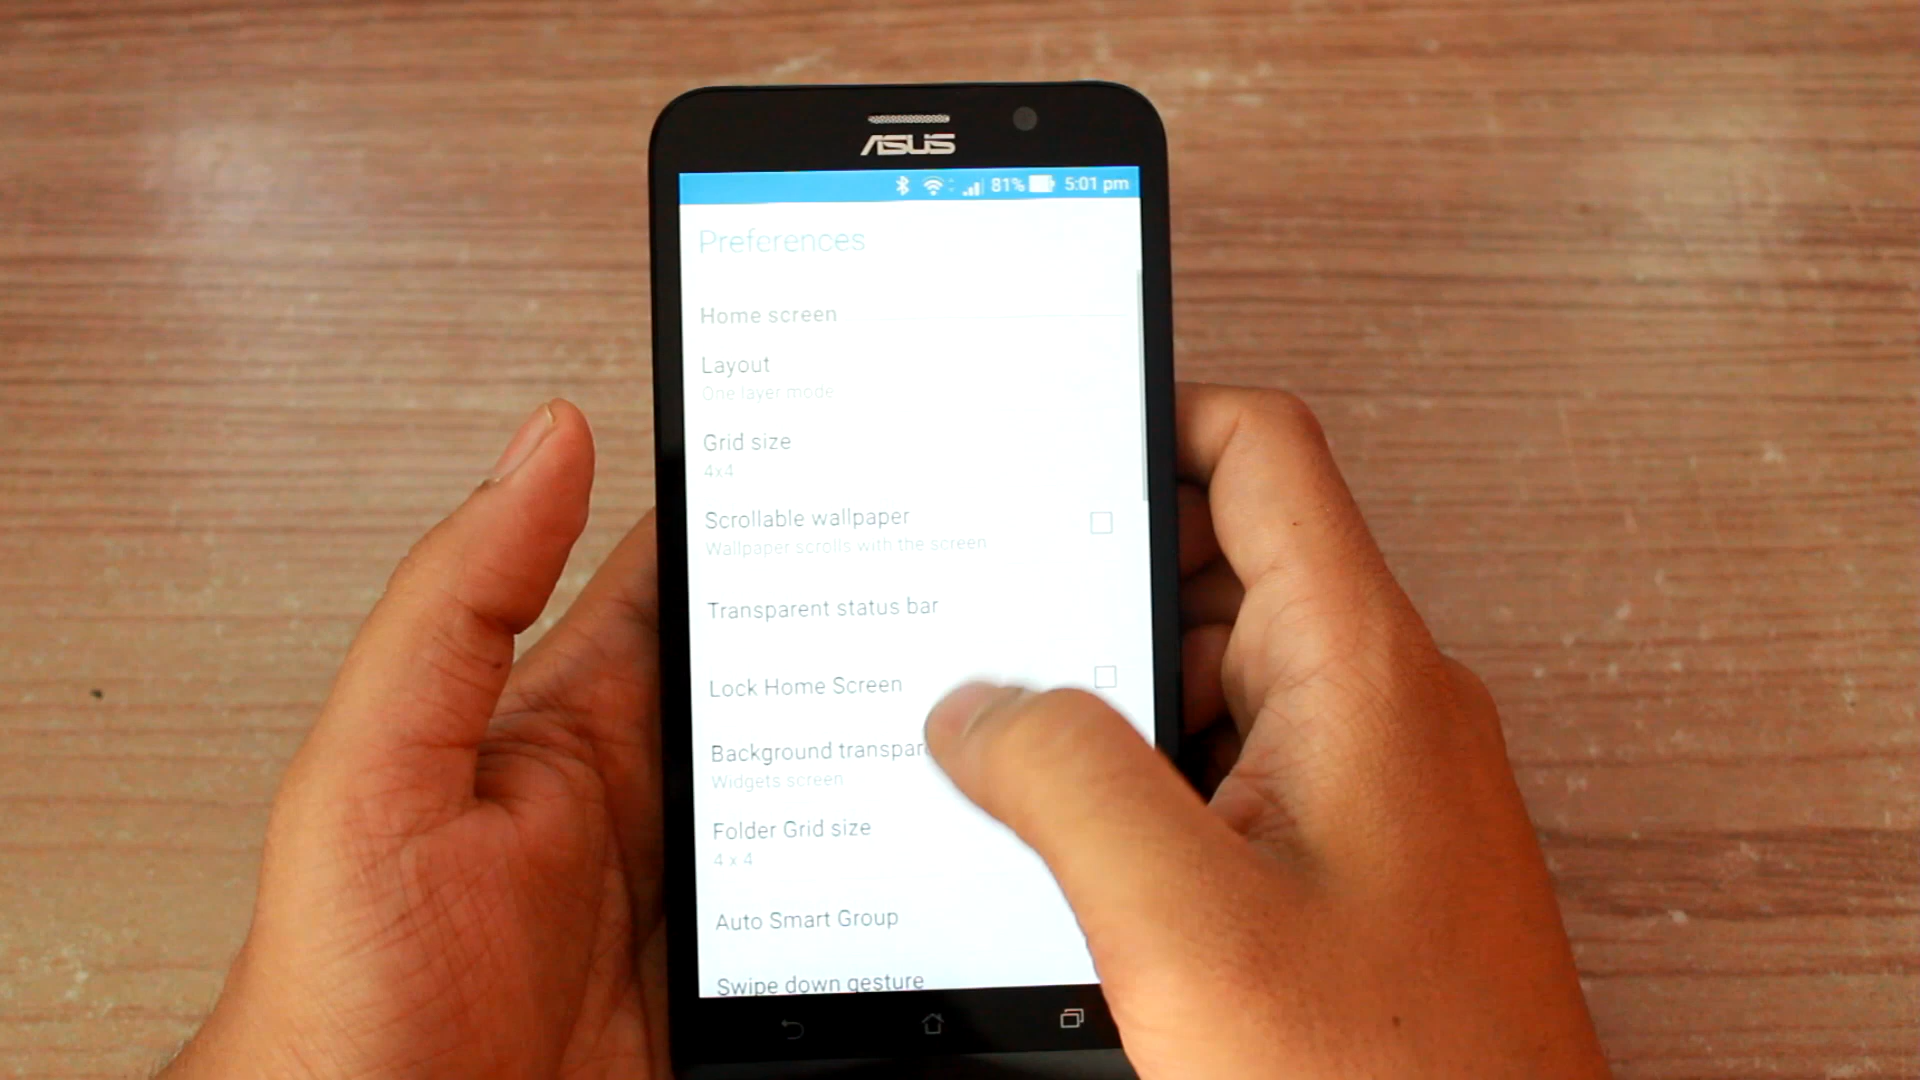 ASUS
81% 5:01 pm
Preferences
Home screen
Layout
One layer mode
Grid size
4x4
Scrollable wallpaper
Wallpaper scrolls with the screen
Transparent status bar
Lock Home Screen
Background transpar
Widgets screen
Folder Grid size
4 x 4
Auto Smart Group
Swipe down gesture